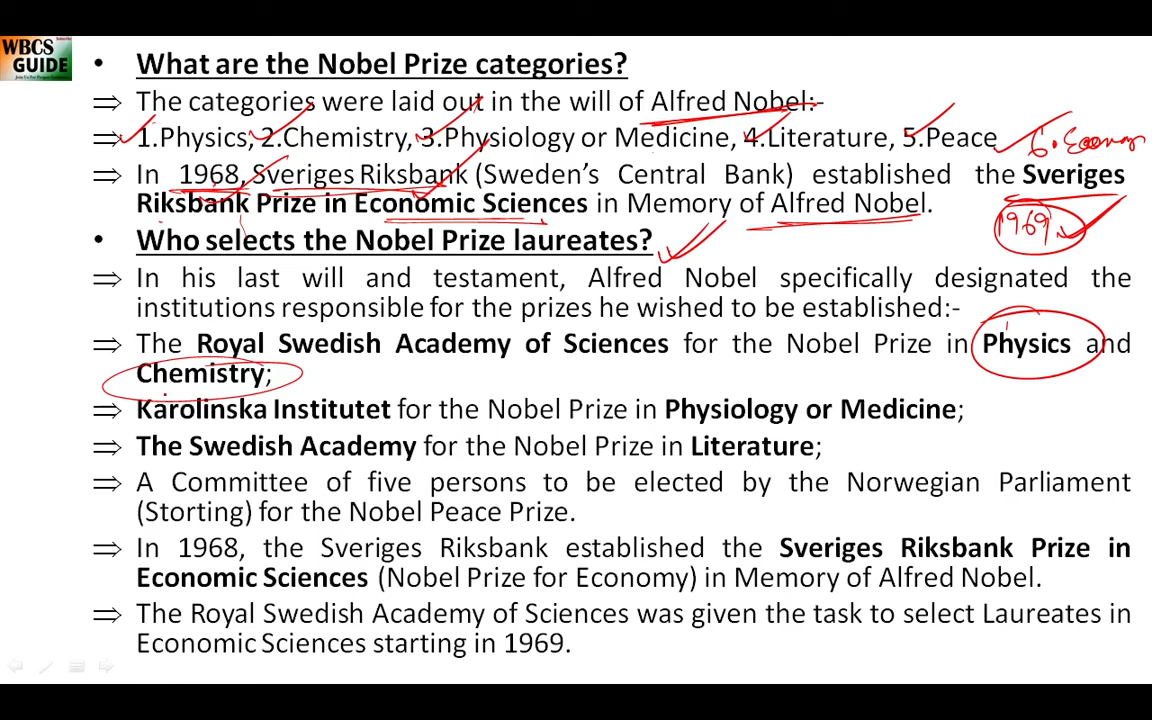 WBCS
GUIDE
• What are the Nobel Prize categories?
⇒ The categories were laid out in the will of Alfred Nobel:-
⇒ 1.Physics, 2.Chemistry, 3.Physiology or Medicine, 4.Literature, 5.Peace 6.
⇒ In 1968, Sveriges Riksbank (Sweden’s Central Bank) established the Sveriges
Riksbank Prize in Economic Sciences in Memory of Alfred Nobel.
1969
• Who selects the Nobel Prize laureates?
⇒ In his last will and testament, Alfred Nobel specifically designated the
institutions responsible for the prizes he wished to be established:-
⇒ The Royal Swedish Academy of Sciences for the Nobel Prize in Physics and
Chemistry;
⇒ Karolinska Institutet for the Nobel Prize in Physiology or Medicine;
⇒ The Swedish Academy for the Nobel Prize in Literature;
⇒ A Committee of five persons to be elected by the Norwegian Parliament
(Storting) for the Nobel Peace Prize.
⇒ In 1968, the Sveriges Riksbank established the Sveriges Riksbank Prize in
Economic Sciences (Nobel Prize for Economy) in Memory of Alfred Nobel.
⇒ The Royal Swedish Academy of Sciences was given the task to select Laureates in
Economic Sciences starting in 1969.